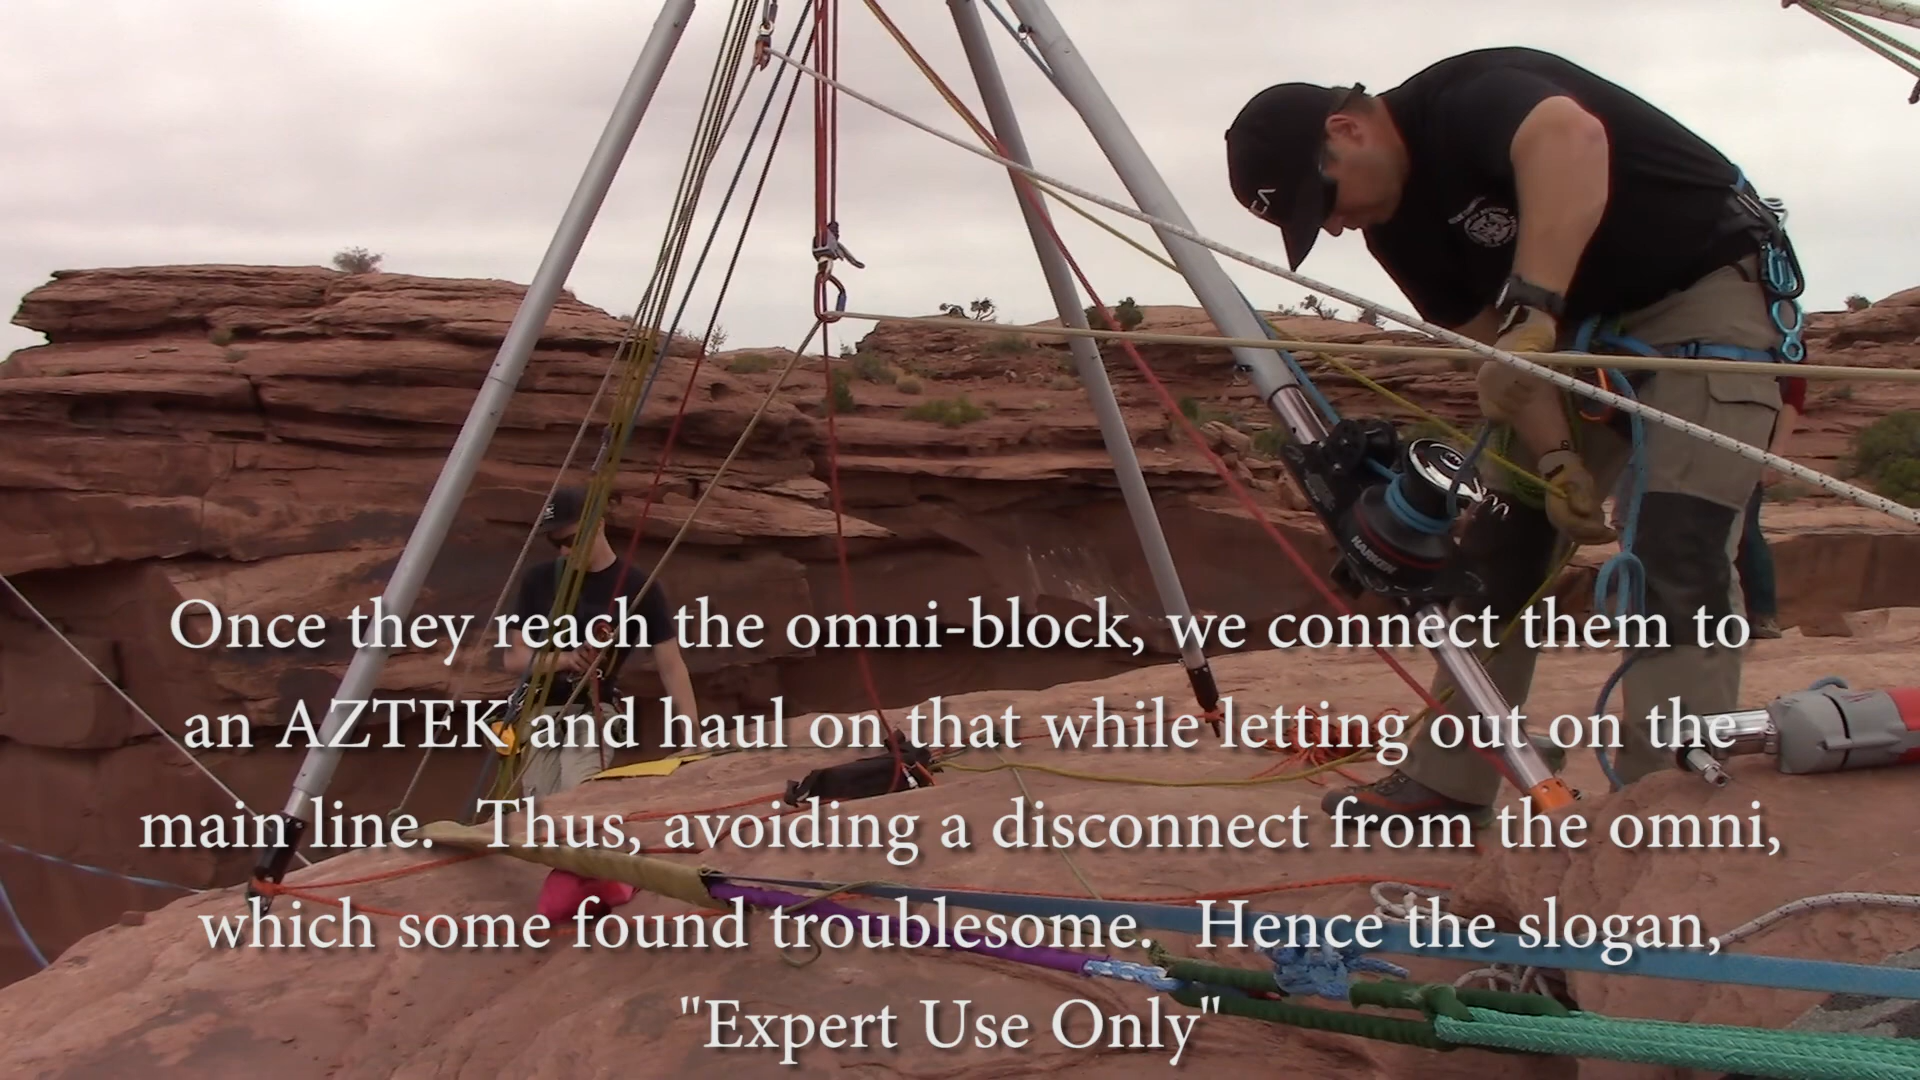 Once they reach the omni-block, we connect them to
an AZTEK and haul on that while letting out on the
main line.  Thus, avoiding a disconnect from the omni,
which some found troublesome.  Hence the slogan,
"Expert Use Only"
HARKEN